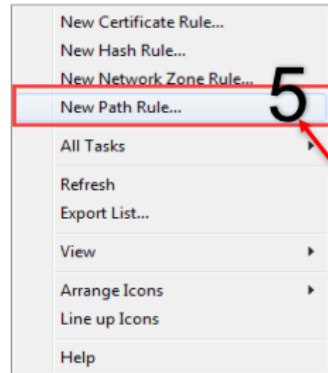 New Certificate Rule...
New Hash Rule...
New Network Zone Rule...
New Path Rule...
5
All Tasks
Refresh
Export List...
View
Arrange Icons
Line up Icons
Help